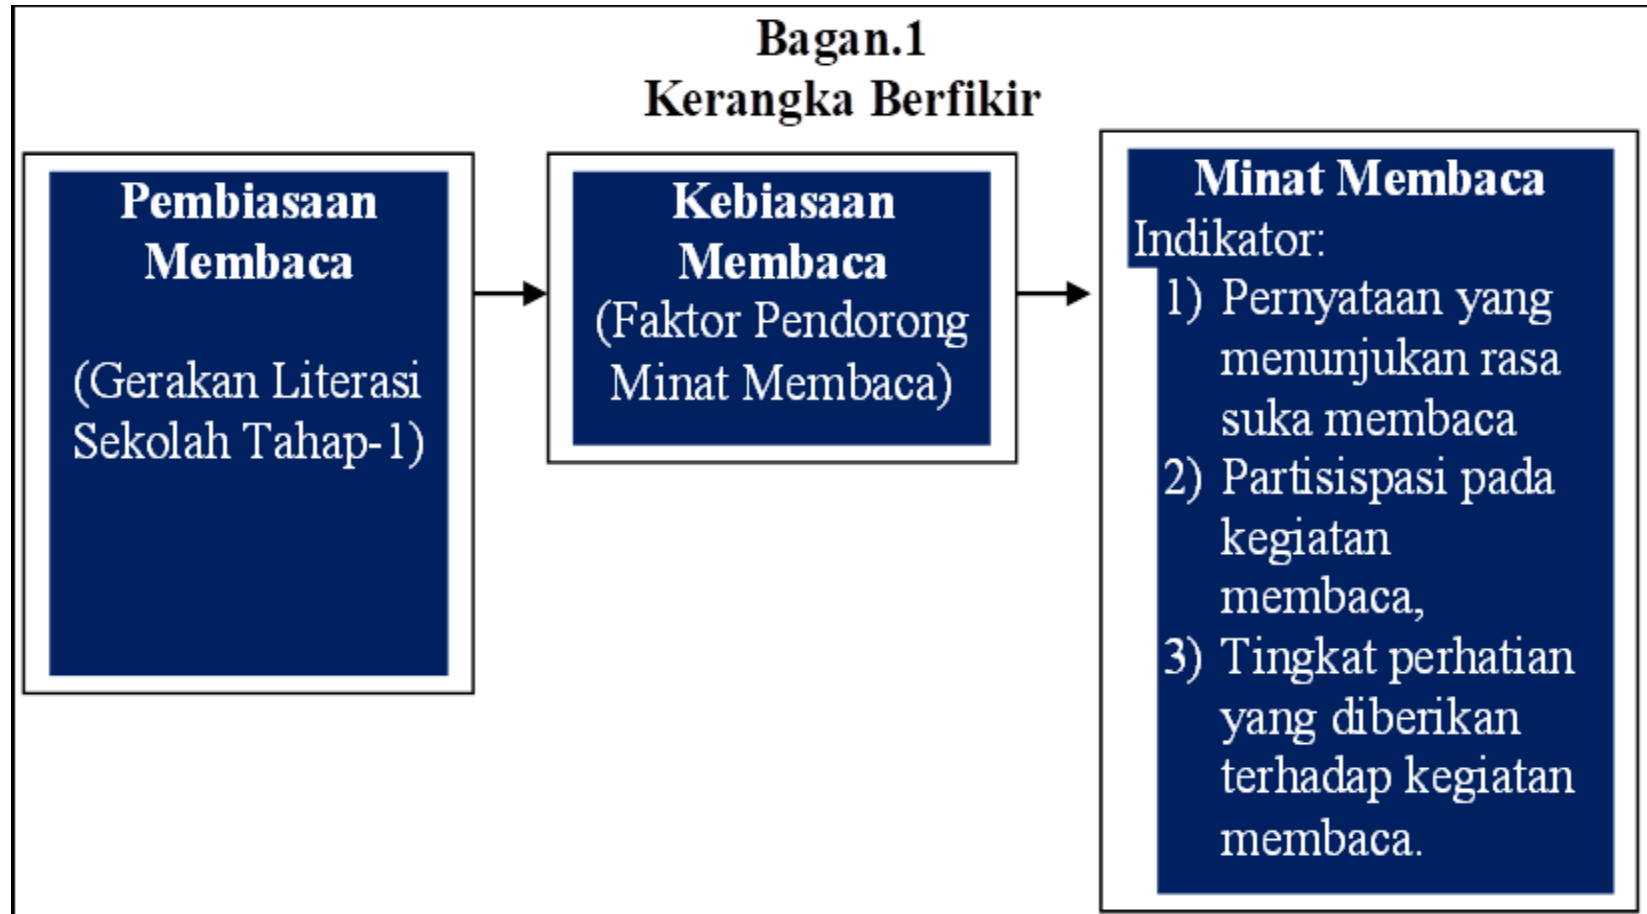 Bagan.1
Kerangka Berfikir
Pembiasaan
Membaca
(Gerakan Literasi
Sekolah Tahap-1)
Kebiasaan
Membaca
(Faktor Pendorong
Minat Membaca)
Minat Membaca
Indikator:
1) Pernyataan yang
menunjukan rasa
suka membaca
2) Partisispasi pada
kegiatan
membaca,
3) Tingkat perhatian
yang diberikan
terhadap kegiatan
membaca.